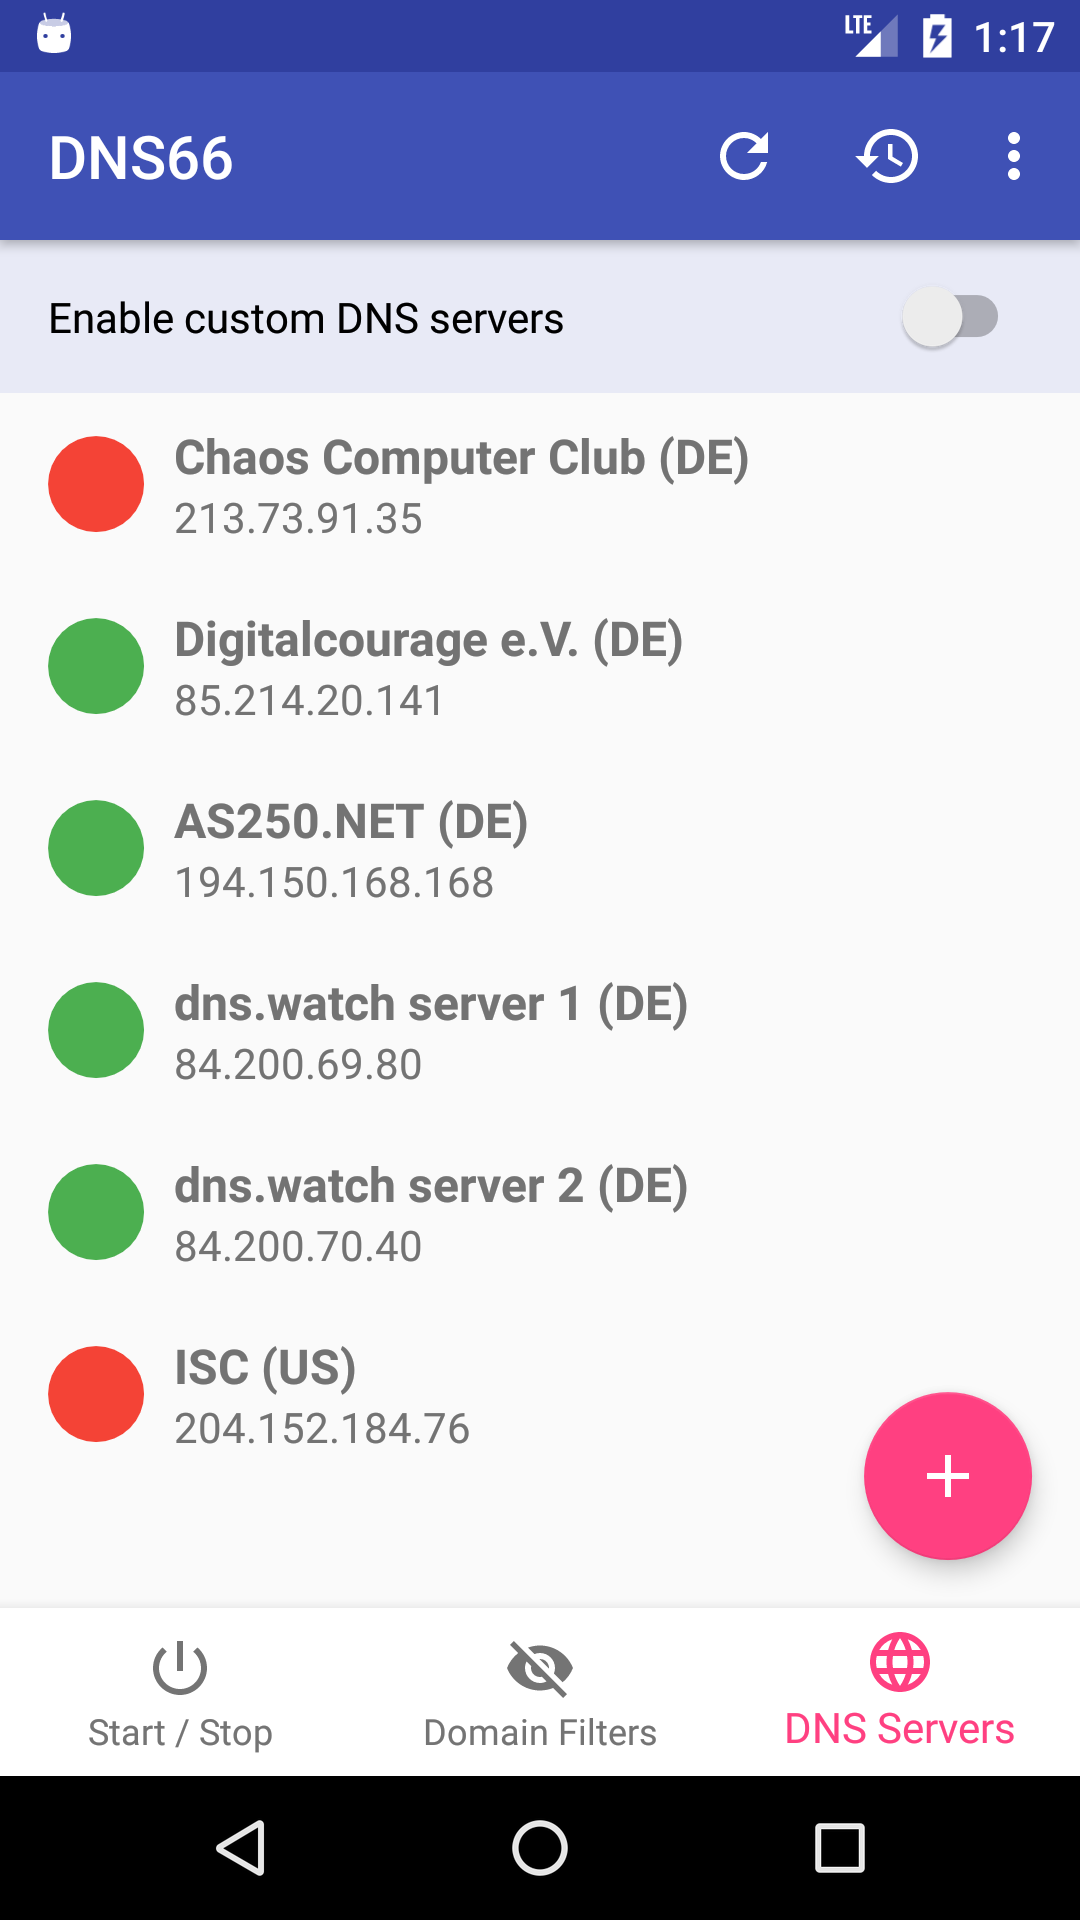 LTE 1:17
DNS66
Enable custom DNS servers
Chaos Computer Club (DE)
213.73.91.35
Digitalcourage e.V. (DE)
85.214.20.141
AS250.NET (DE)
194.150.168.168
dns.watch server 1 (DE)
84.200.69.80
dns.watch server 2 (DE)
84.200.70.40
ISC (US)
204.152.184.76
Start / Stop
Domain Filters
DNS Servers